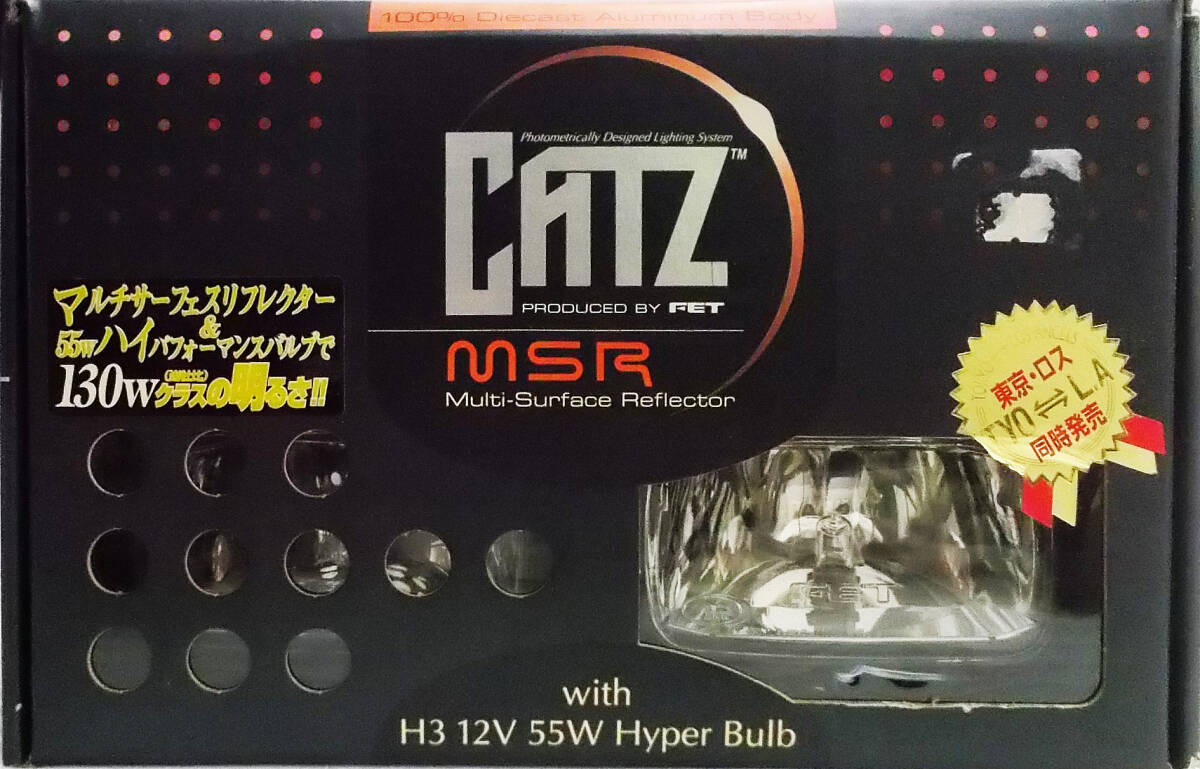 100% Diecast Aluminum Body
Photometrically Designed Lighting System
CATZ™
PRODUCED BY FET
MSR
Multi-Surface Reflector
マルチサーフェスリフレクター
&
55wハイパフォーマンスバルブで
130wクラスの明るさ!!
東京・ロス
TYO⇔L.A
同時発売
FET
with
H3 12V 55W Hyper Bulb